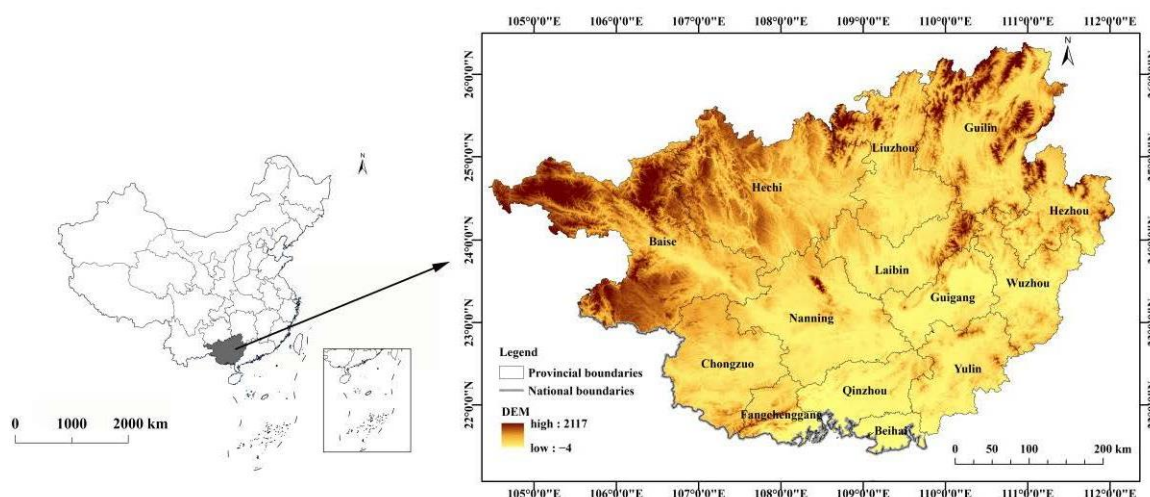 N
0 1000 2000 km
105°0'0"E 106°0'0"E 107°0'0"E 108°0'0"E 109°0'0"E 110°0'0"E 111°0'0"E 112°0'0"E
N
26°0'0"N
25°0'0"N
24°0'0"N
23°0'0"N
22°0'0"N
Guilin
Liuzhou
Hechi
Hezhou
Baise
Laibin
Wuzhou
Guigang
Nanning
Chongzuo
Yulin
Qinzhou
Fangchenggang
Beihai
Legend
Provincial boundaries
National boundaries
DEM
high : 2117
low : −4
0 25 50 100 150 200 km
105°0'0"E 106°0'0"E 107°0'0"E 108°0'0"E 109°0'0"E 110°0'0"E 111°0'0"E 112°0'0"E